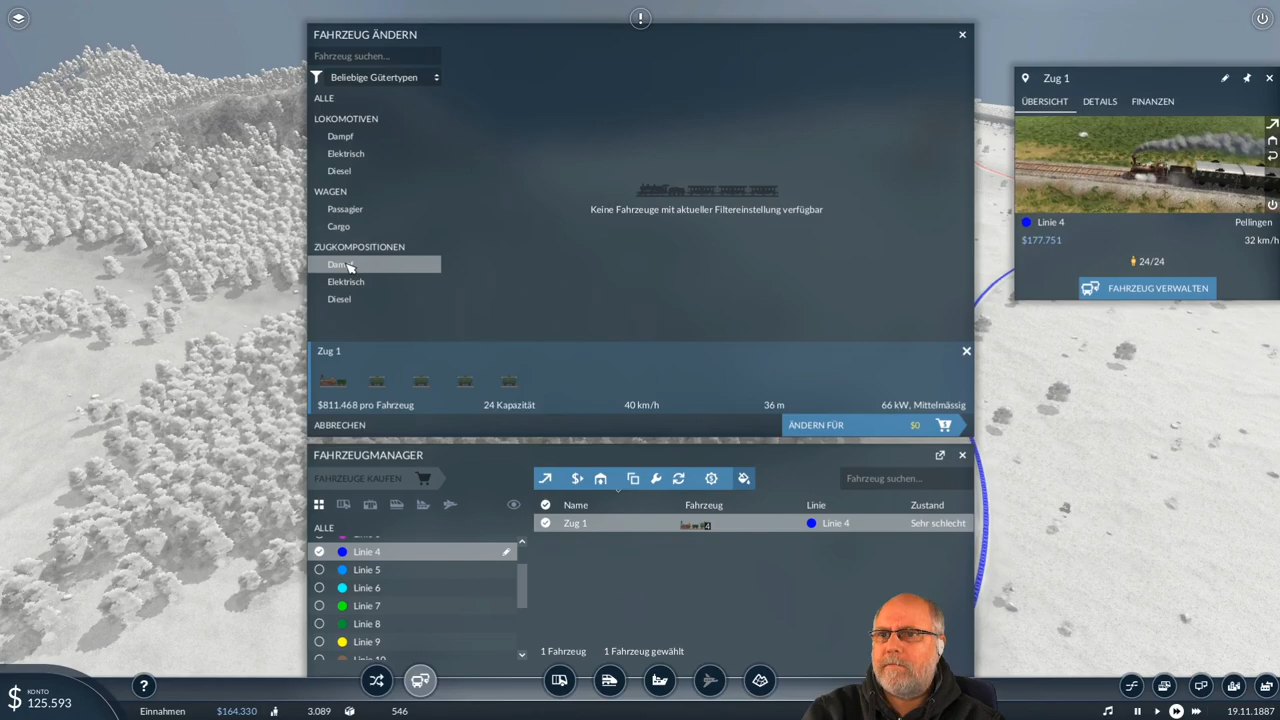 FAHRZEUG ÄNDERN
Fahrzeug suchen...
Beliebige Gütertypen
ALLE
LOKOMOTIVEN
Dampf
Elektrisch
Diesel
WAGEN
Passagier
Cargo
ZUGKOMPOSITIONEN
Dampf
Elektrisch
Diesel
Keine Fahrzeuge mit aktueller Filtereinstellung verfügbar
Zug 1
$811.468 pro Fahrzeug 24 Kapazität 40 km/h 36 m 66 kW, Mittelmässig
ABBRECHEN ÄNDERN FÜR $0
Zug 1
ÜBERSICHT DETAILS FINANZEN
Linie 4 Pellingen
$177.751 32 km/h
24/24
FAHRZEUG VERWALTEN
FAHRZEUGMANAGER
FAHRZEUGE KAUFEN
Fahrzeug suchen...
ALLE
Linie 4
Linie 5
Linie 6
Linie 7
Linie 8
Linie 9
Linie 10
Name Fahrzeug Linie Zustand
Zug 1 4 Linie 4 Sehr schlecht
1 Fahrzeug 1 Fahrzeug gewählt
KONTO
$ 125.593
?
Einnahmen $164.330 3.089 546 19.11.1887